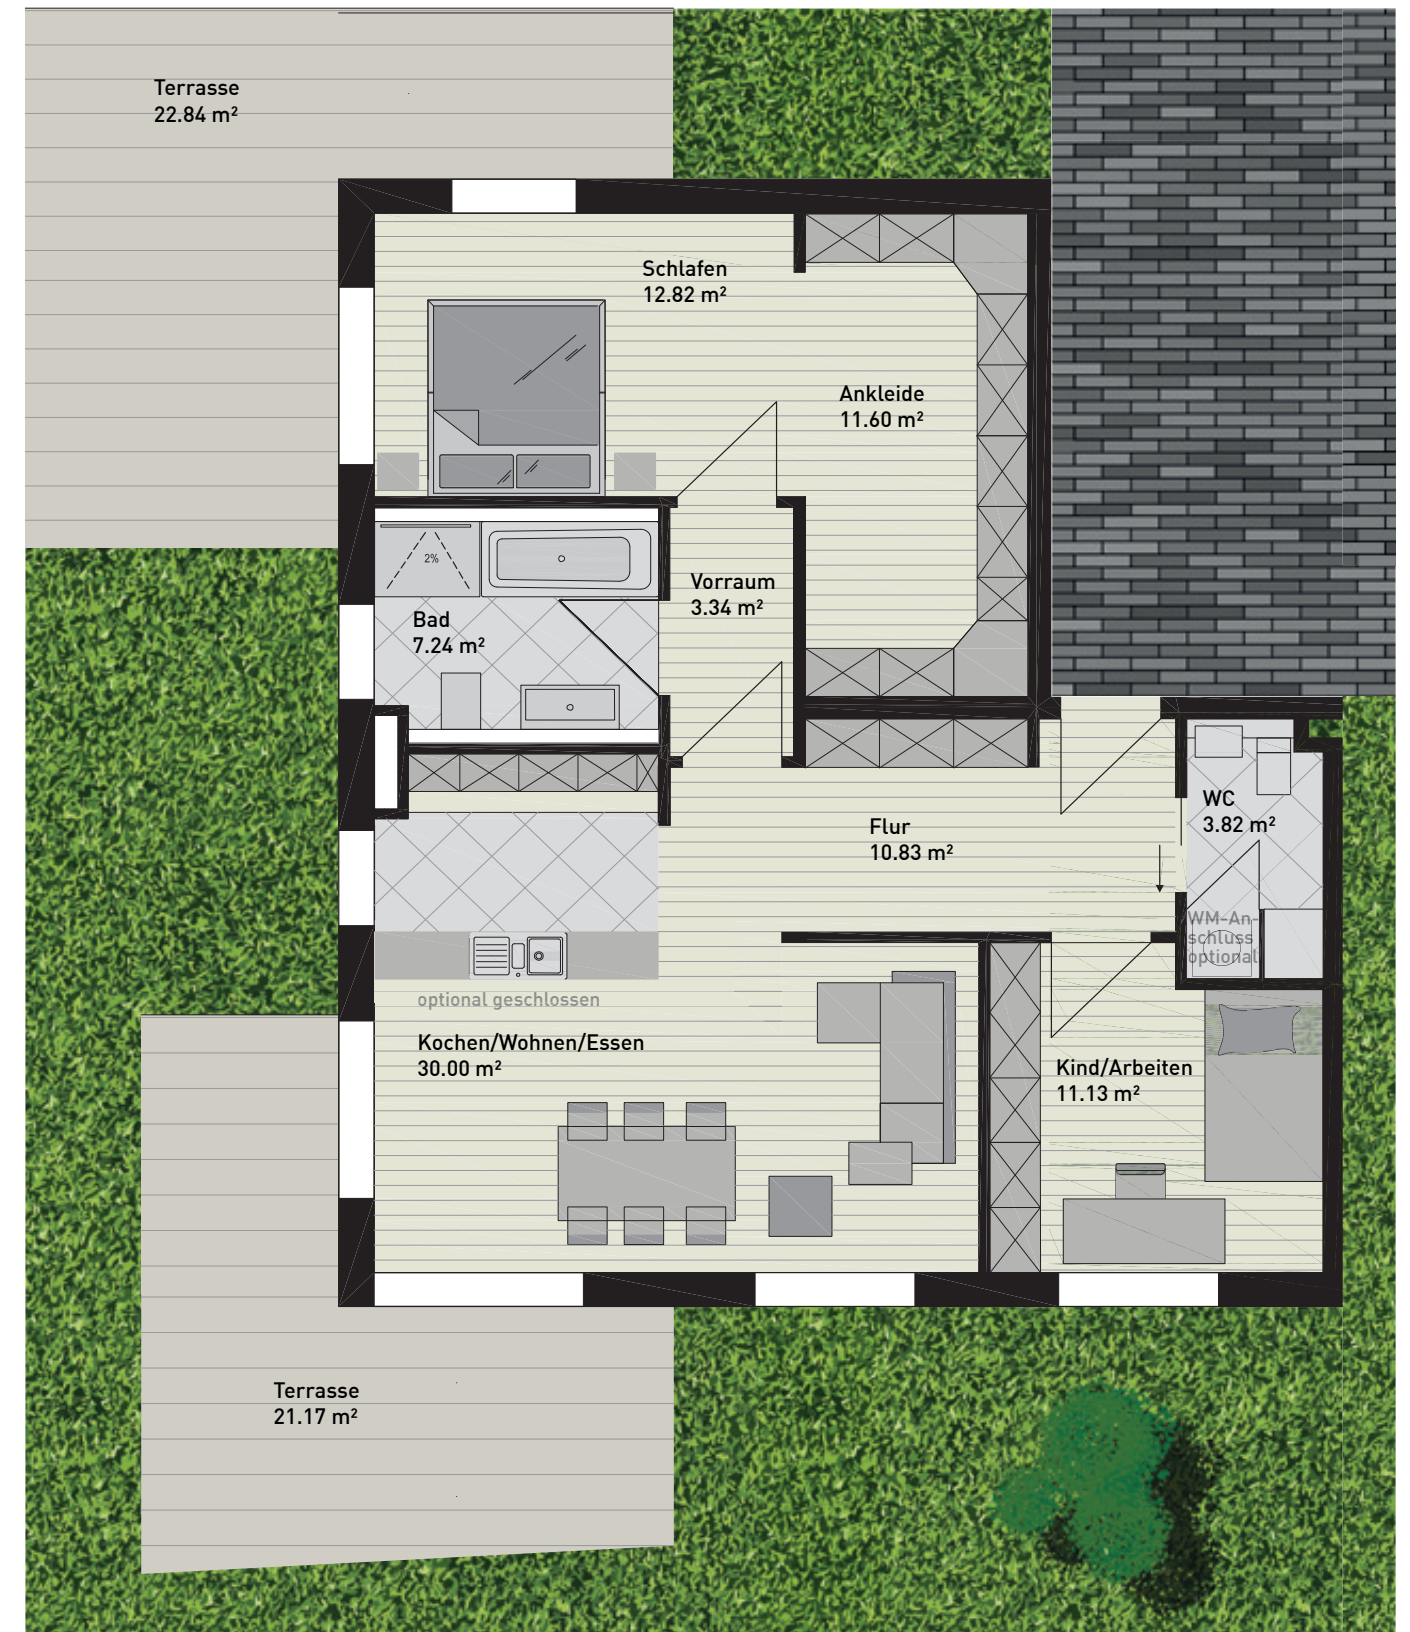 Terrasse
22.84 m²
Schlafen
12.82 m²
Ankleide
11.60 m²
2%
Vorraum
3.34 m²
Bad
7.24 m²
WC
3.82 m²
Flur
10.83 m²
WM-An-
schluss
optional
optional geschlossen
Kochen/Wohnen/Essen
30.00 m²
Kind/Arbeiten
11.13 m²
Terrasse
21.17 m²